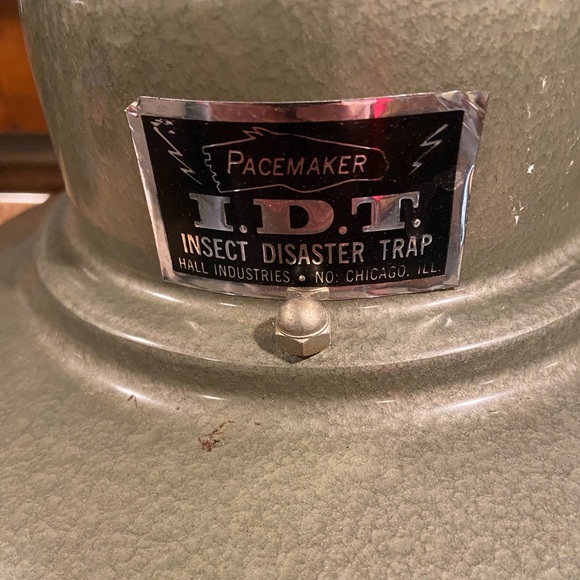 PACEMAKER
I.D.T.
INSECT DISASTER TRAP
HALL INDUSTRIES • NO. CHICAGO, ILL.